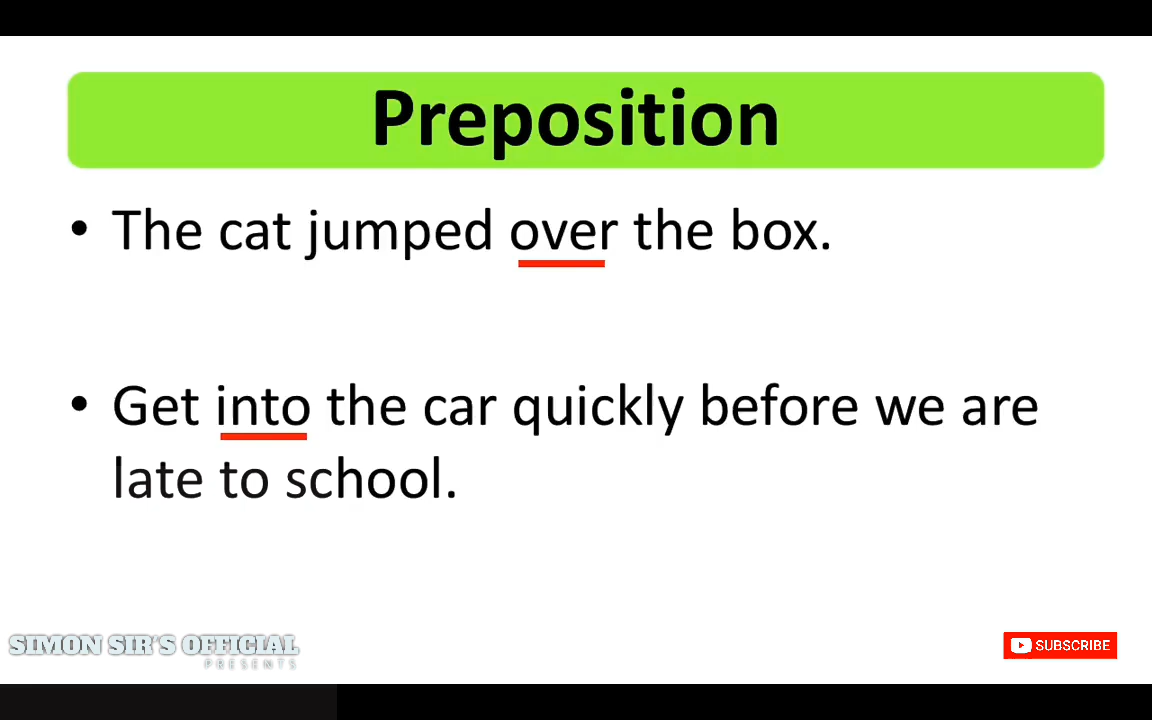 Preposition
• The cat jumped over the box.
• Get into the car quickly before we are
late to school.
SIMON SIR'S OFFICIAL
PRESENTS
SUBSCRIBE